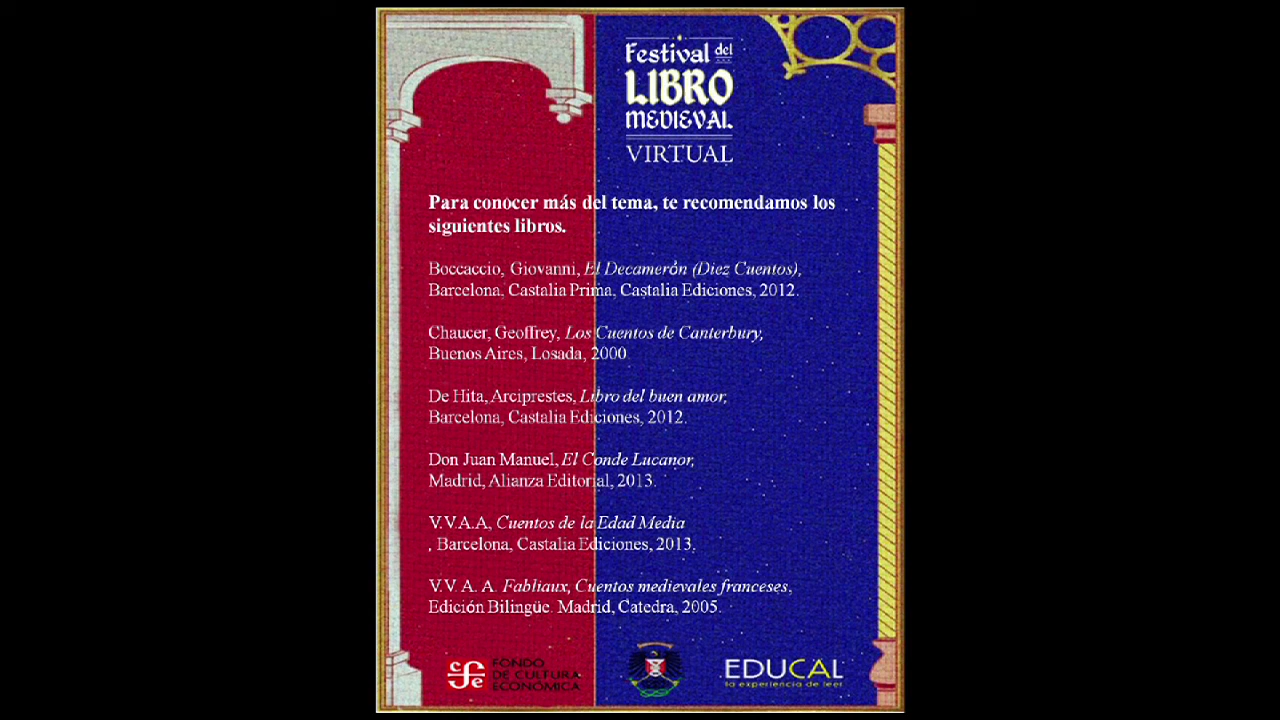 Festival del
LIBRO
MEDIEVAL
VIRTUAL
Para conocer más del tema, te recomendamos los
siguientes libros.
Boccaccio, Giovanni, El Decamerón (Diez Cuentos),
Barcelona, Castalia Prima, Castalia Ediciones, 2012.
Chaucer, Geoffrey, Los Cuentos de Canterbury,
Buenos Aires, Losada, 2000.
De Hita, Arciprestes, Libro del buen amor,
Barcelona, Castalia Ediciones, 2012.
Don Juan Manuel, El Conde Lucanor,
Madrid, Alianza Editorial, 2013.
V.V.A.A, Cuentos de la Edad Media
, Barcelona, Castalia Ediciones, 2013.
V.V. A. A. Fabliaux, Cuentos medievales franceses,
Edición Bilingüe. Madrid, Catedra, 2005.
cfe
FONDO
DE CULTURA
ECONÓMICA
EDUCAL
la experiencia de leer